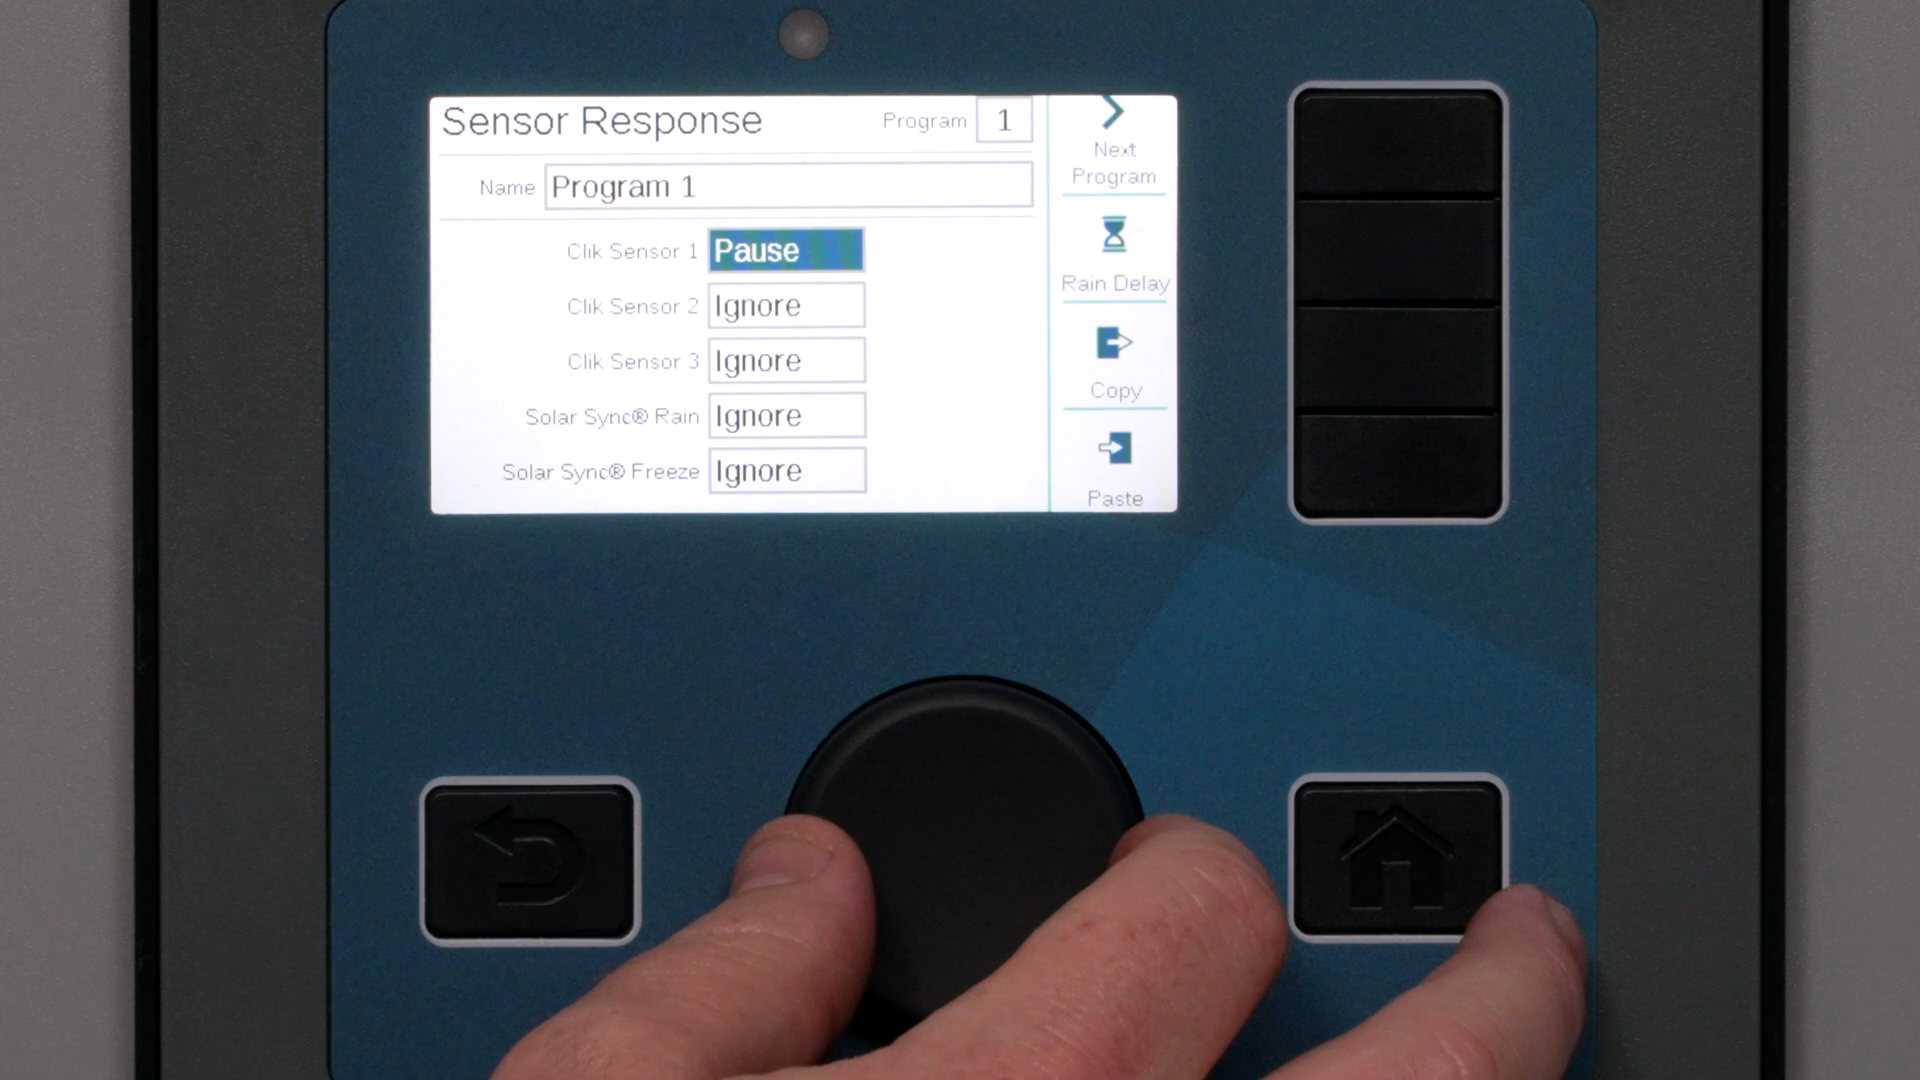 Sensor Response
Program 1
Name Program 1
Clik Sensor 1 Pause
Clik Sensor 2 Ignore
Clik Sensor 3 Ignore
Solar Sync® Rain Ignore
Solar Sync® Freeze Ignore
Next
Program
Rain Delay
Copy
Paste